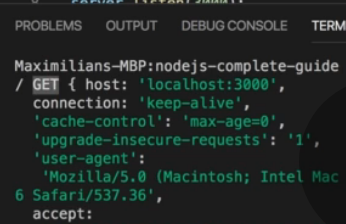 PROBLEMS OUTPUT DEBUG CONSOLE TERM
Maximilians-MBP:nodejs-complete-guide
/ GET { host: 'localhost:3000',
connection: 'keep-alive',
'cache-control': 'max-age=0',
'upgrade-insecure-requests': '1',
'user-agent':
'Mozilla/5.0 (Macintosh; Intel Mac
6 Safari/537.36',
accept: